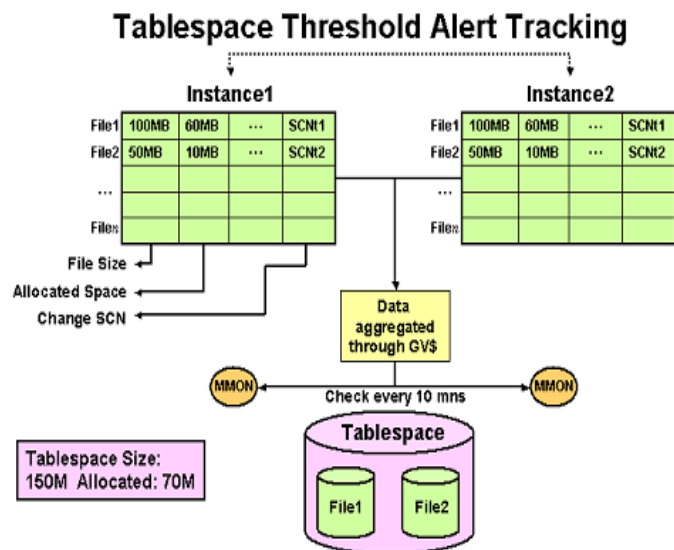 Tablespace Threshold Alert Tracking
Instance1
Instance2
File1 100MB 60MB ... SCNt1
File2 50MB 10MB ... SCNt2
...
Filex
File1 100MB 60MB ... SCNt1
File2 50MB 10MB ... SCNt2
...
Filex
File Size
Allocated Space
Change SCN
Data
aggregated
through GV$
MMON
MMON
Check every 10 mns
Tablespace
File1
File2
Tablespace Size:
150M Allocated: 70M